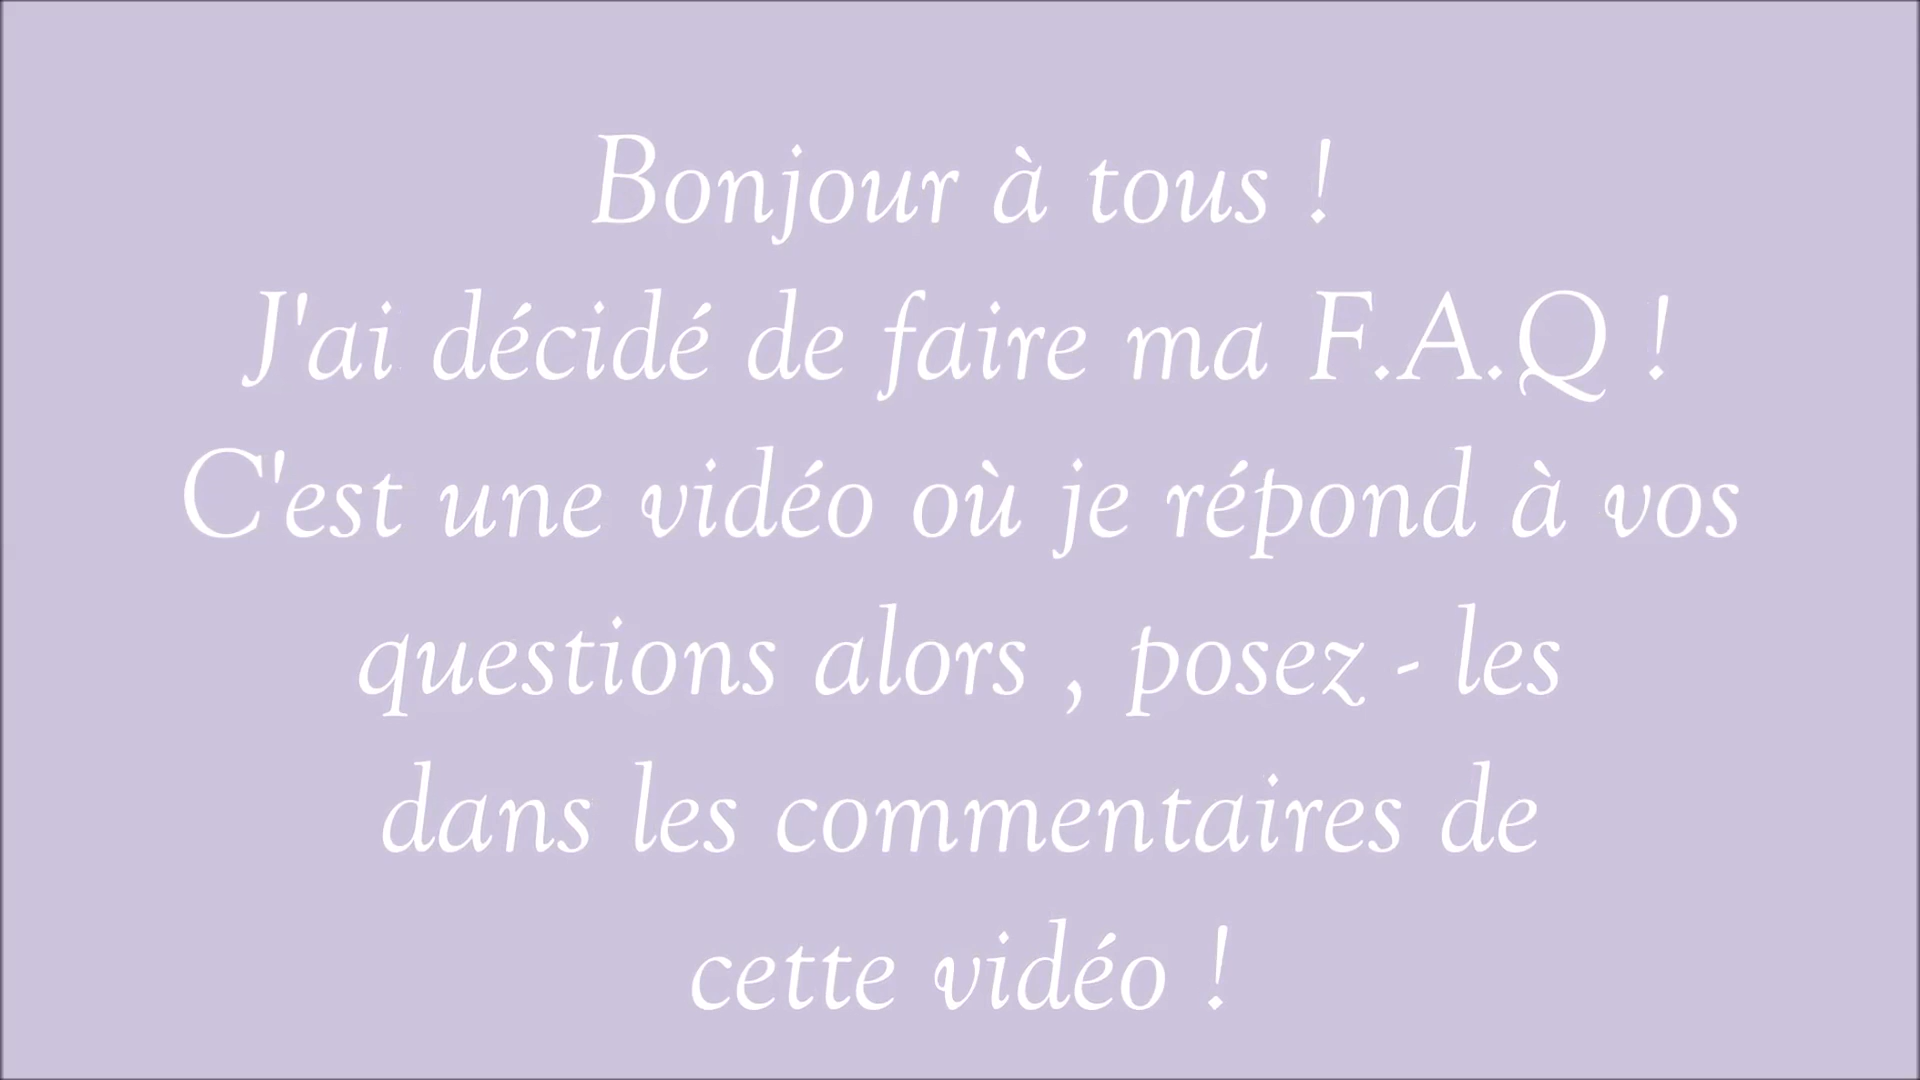 Bonjour à tous !
J'ai décidé de faire ma F.A.Q !
C'est une vidéo où je répond à vos
questions alors , posez - les
dans les commentaires de
cette vidéo !